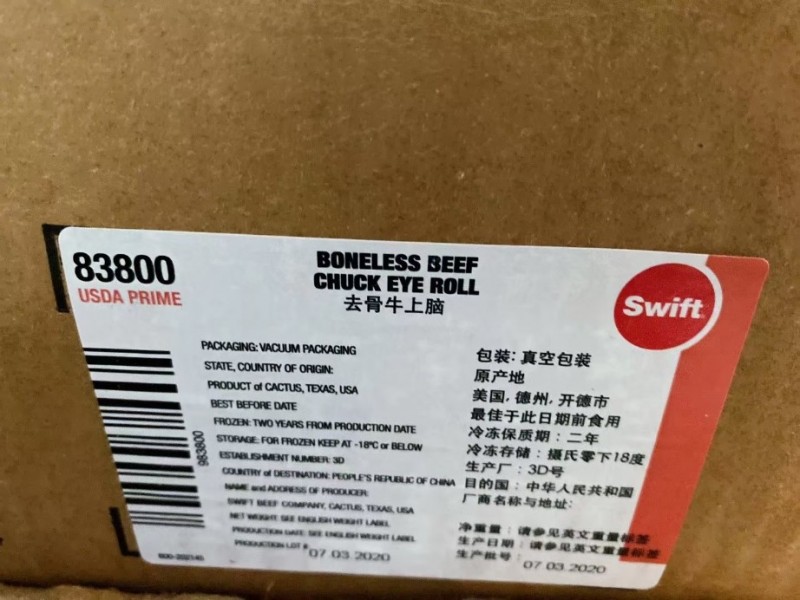 83800
USDA PRIME
BONELESS BEEF
CHUCK EYE ROLL
去骨牛上脑
Swift
983800
PACKAGING: VACUUM PACKAGING
STATE, COUNTRY OF ORIGIN:
PRODUCT of CACTUS, TEXAS, USA
BEST BEFORE DATE
FROZEN: TWO YEARS FROM PRODUCTION DATE
STORAGE: FOR FROZEN KEEP AT -18°C or BELOW
ESTABLISHMENT NUMBER: 3D
COUNTRY of DESTINATION: PEOPLE'S REPUBLIC OF CHINA
NAME and ADDRESS OF PRODUCER:
SWIFT BEEF COMPANY, CACTUS, TEXAS, USA
NET WEIGHT: SEE ENGLISH WEIGHT LABEL
PRODUCTION DATE: SEE ENGLISH WEIGHT LABEL
PRODUCTION LOT #
07 03 2020
600-202145
包装: 真空包装
原产地
美国, 德州, 开德市
最佳于此日期前食用
冷冻保质期: 二年
冷冻存储: 摄氏零下18度
生产厂: 3D号
目的国: 中华人民共和国
厂商名称与地址:
净重量: 请参见英文重量标签
生产日期: 请参见英文重量标签
生产批号:
07 03 2020